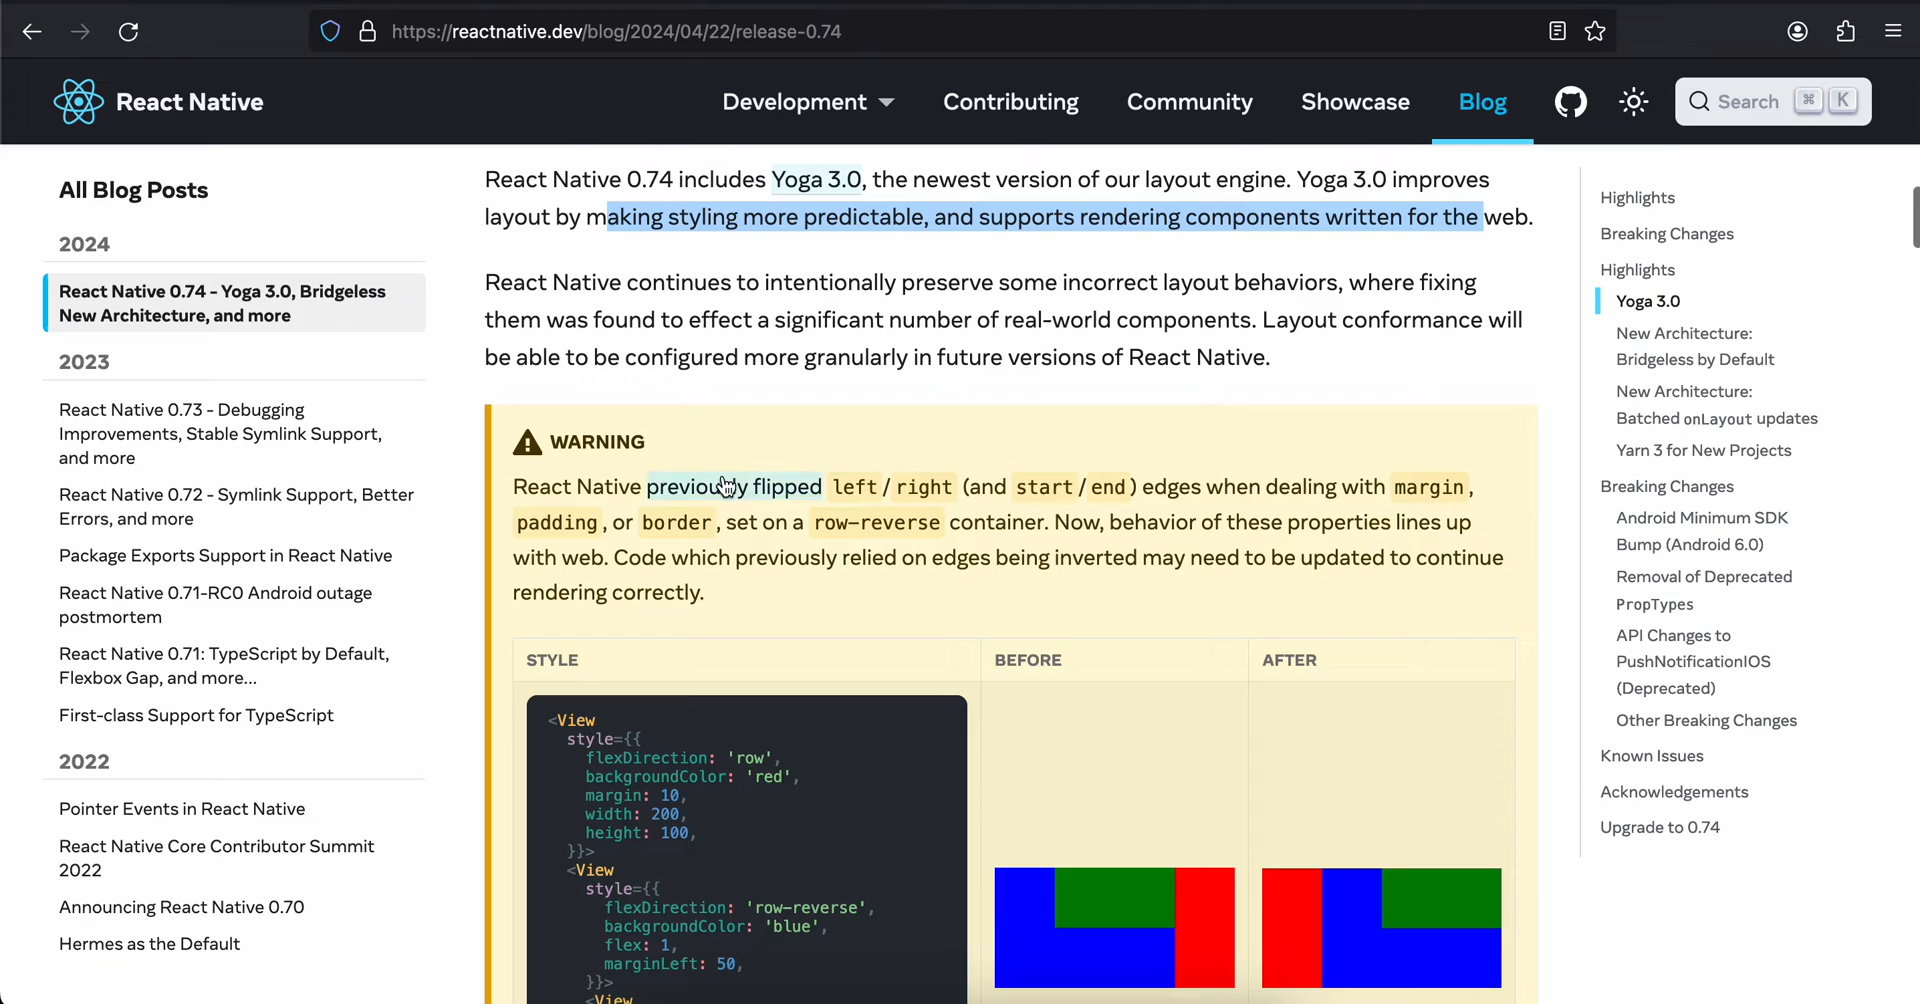 https://reactnative.dev/blog/2024/04/22/release-0.74
React Native
Development
Contributing
Community
Showcase
Blog
Search
⌘ K
All Blog Posts
2024
React Native 0.74 - Yoga 3.0, Bridgeless
New Architecture, and more
2023
React Native 0.73 - Debugging
Improvements, Stable Symlink Support,
and more
React Native 0.72 - Symlink Support, Better
Errors, and more
Package Exports Support in React Native
React Native 0.71-RC0 Android outage
postmortem
React Native 0.71: TypeScript by Default,
Flexbox Gap, and more...
First-class Support for TypeScript
2022
Pointer Events in React Native
React Native Core Contributor Summit
2022
Announcing React Native 0.70
Hermes as the Default
React Native 0.74 includes Yoga 3.0, the newest version of our layout engine. Yoga 3.0 improves
layout by making styling more predictable, and supports rendering components written for the web.
React Native continues to intentionally preserve some incorrect layout behaviors, where fixing
them was found to effect a significant number of real-world components. Layout conformance will
be able to be configured more granularly in future versions of React Native.
WARNING
React Native previously flipped left / right (and start / end) edges when dealing with margin,
padding, or border, set on a row-reverse container. Now, behavior of these properties lines up
with web. Code which previously relied on edges being inverted may need to be updated to continue
rendering correctly.
STYLE BEFORE AFTER
<View
style={{
flexDirection: 'row',
backgroundColor: 'red',
margin: 10,
width: 200,
height: 100,
}}>
<View
style={{
flexDirection: 'row-reverse',
backgroundColor: 'blue',
flex: 1,
marginLeft: 50,
}}>
<View
Highlights
Breaking Changes
Highlights
Yoga 3.0
New Architecture:
Bridgeless by Default
New Architecture:
Batched onLayout updates
Yarn 3 for New Projects
Breaking Changes
Android Minimum SDK
Bump (Android 6.0)
Removal of Deprecated
PropTypes
API Changes to
PushNotificationIOS
(Deprecated)
Other Breaking Changes
Known Issues
Acknowledgements
Upgrade to 0.74